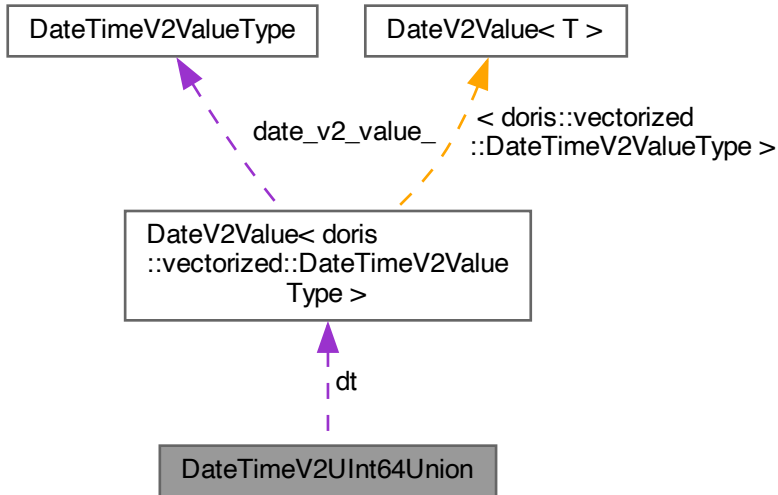 DateTimeV2ValueType
DateV2Value< T >
date_v2_value_
< doris::vectorized
::DateTimeV2ValueType >
DateV2Value< doris
::vectorized::DateTimeV2Value
Type >
dt
DateTimeV2UInt64Union